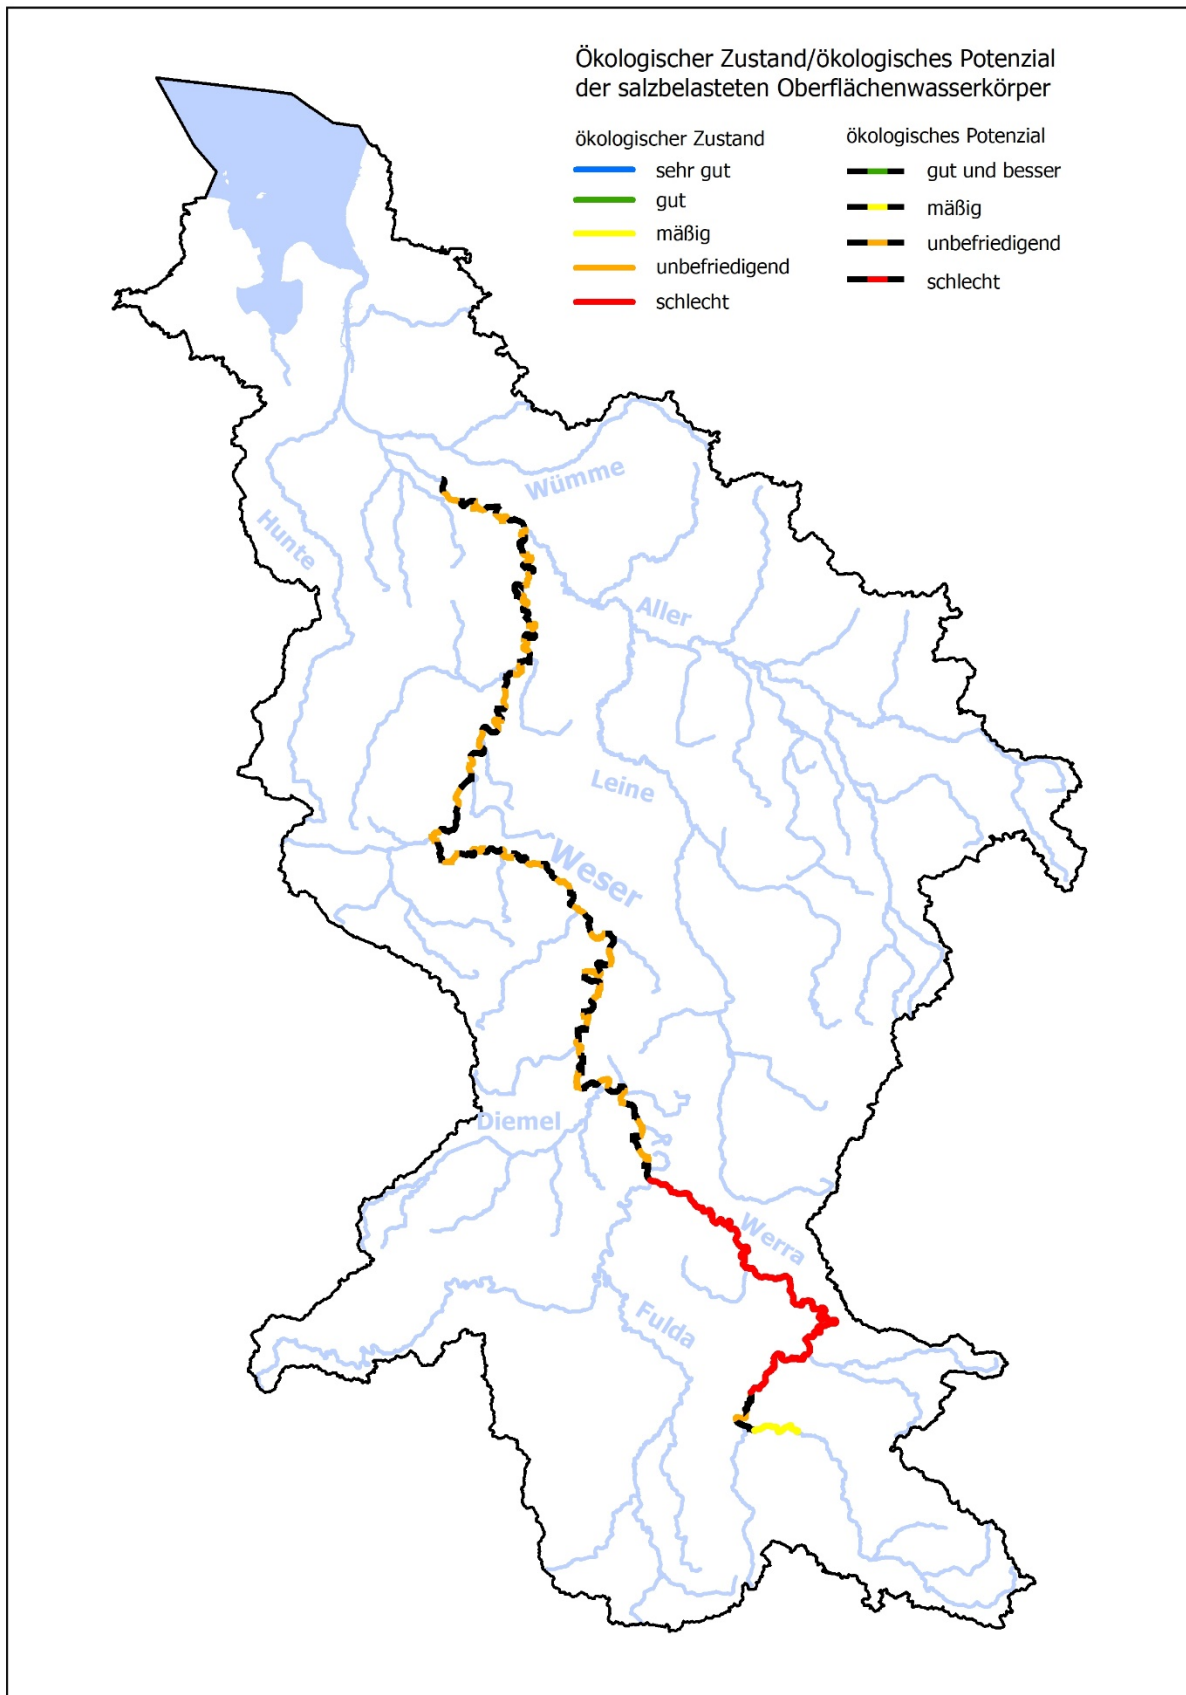 Ökologischer Zustand/ökologisches Potenzial
der salzbelasteten Oberflächenwasserkörper
ökologischer Zustand
sehr gut
gut
mäßig
unbefriedigend
schlecht
ökologisches Potenzial
gut und besser
mäßig
unbefriedigend
schlecht
Wümme
Hunte
Aller
Leine
Weser
Diemel
Werra
Fulda